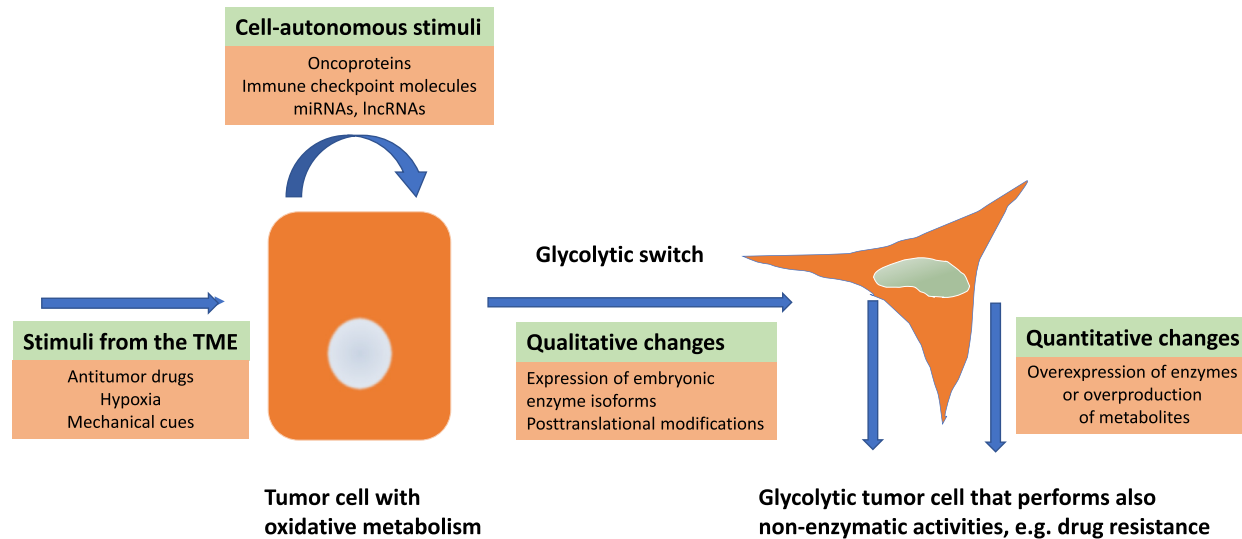 Cell-autonomous stimuli
Oncoproteins
Immune checkpoint molecules
miRNAs, lncRNAs
Stimuli from the TME
Antitumor drugs
Hypoxia
Mechanical cues
Tumor cell with
oxidative metabolism
Glycolytic switch
Qualitative changes
Expression of embryonic
enzyme isoforms
Posttranslational modifications
Quantitative changes
Overexpression of enzymes
or overproduction
of metabolites
Glycolytic tumor cell that performs also
non-enzymatic activities, e.g. drug resistance